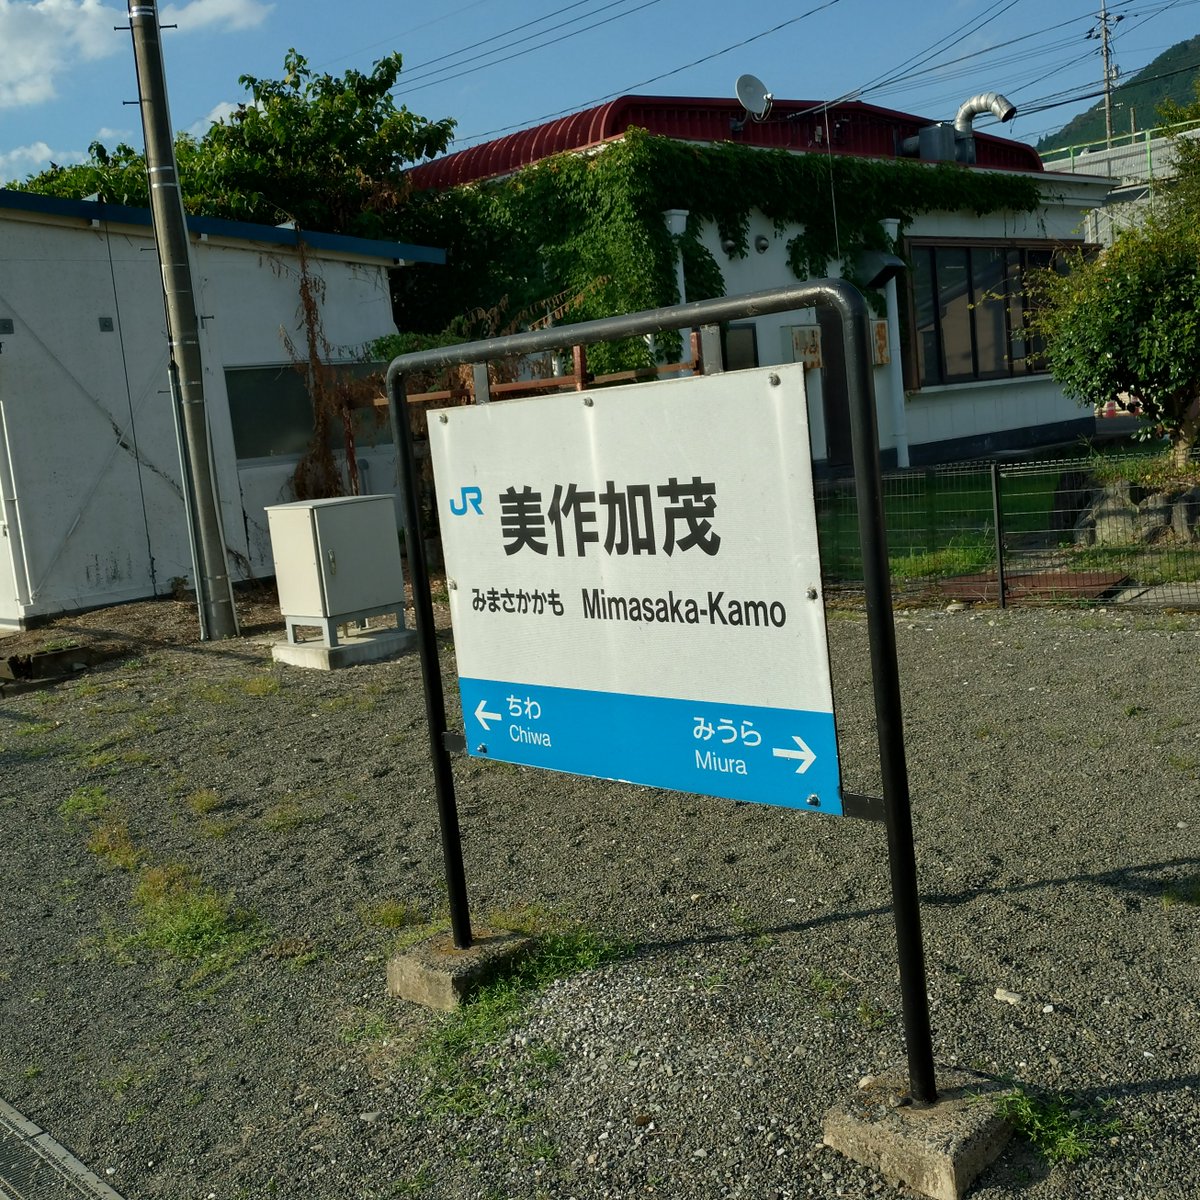 JR 美作加茂
みまさかかも Mimasaka-Kamo
← ちわ
Chiwa
みうら →
Miura